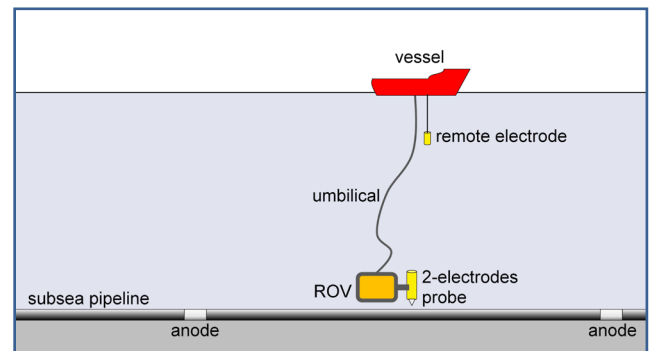 vessel
remote electrode
umbilical
2-electrodes
probe
ROV
subsea pipeline
anode
anode